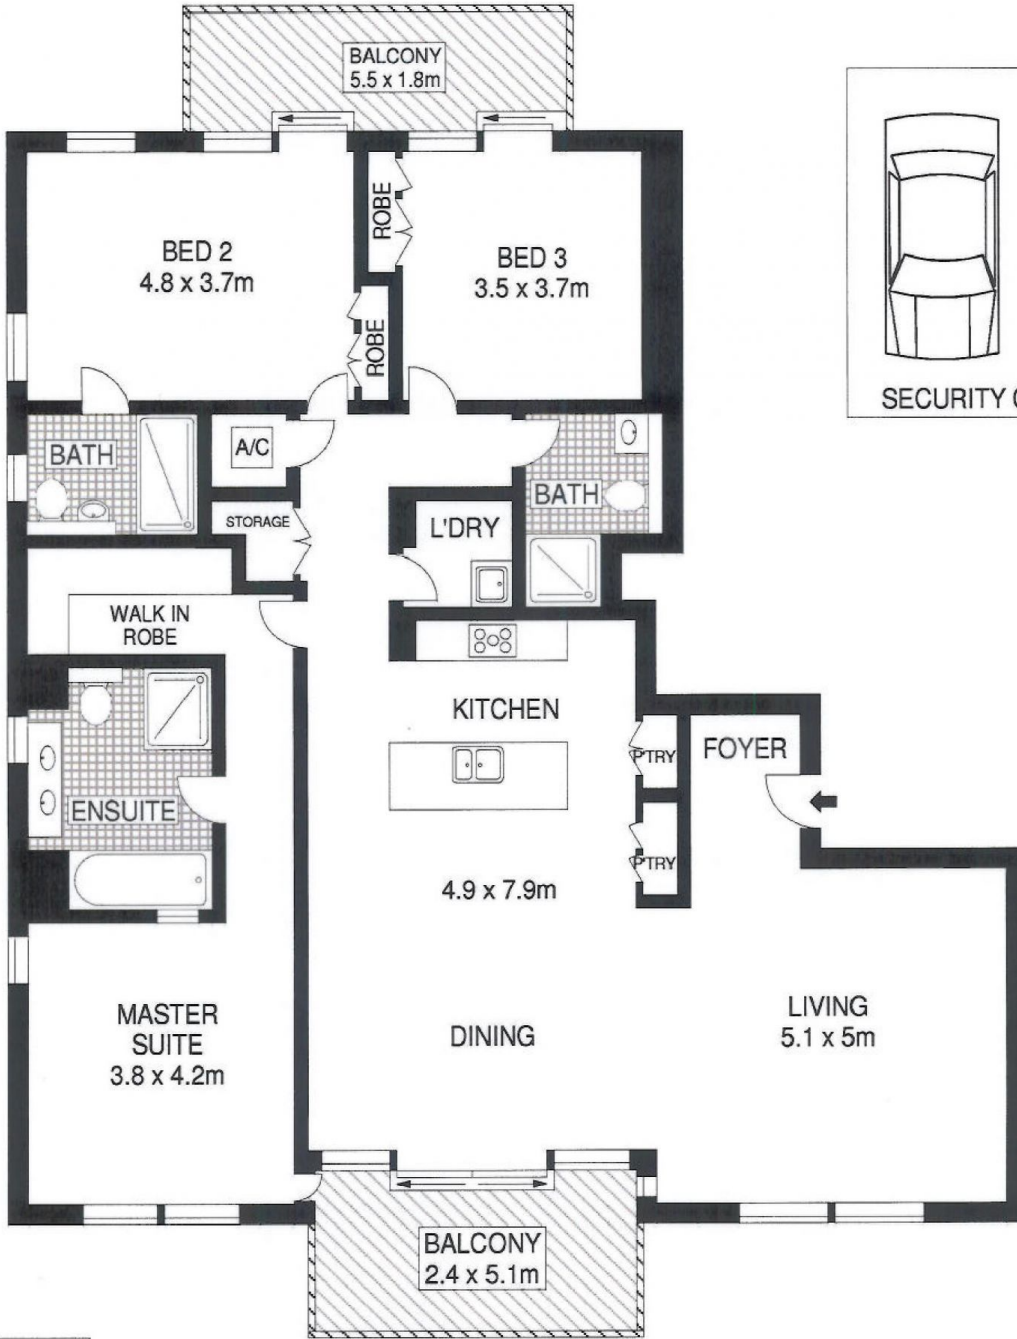 BALCONY
5.5 x 1.8m
BED 2
4.8 x 3.7m
ROBE
BED 3
3.5 x 3.7m
ROBE
SECURITY
BATH
A/C
BATH
STORAGE
L'DRY
WALK IN
ROBE
KITCHEN
P'TRY
FOYER
ENSUITE
P'TRY
4.9 x 7.9m
MASTER
SUITE
3.8 x 4.2m
DINING
LIVING
5.1 x 5m
BALCONY
2.4 x 5.1m